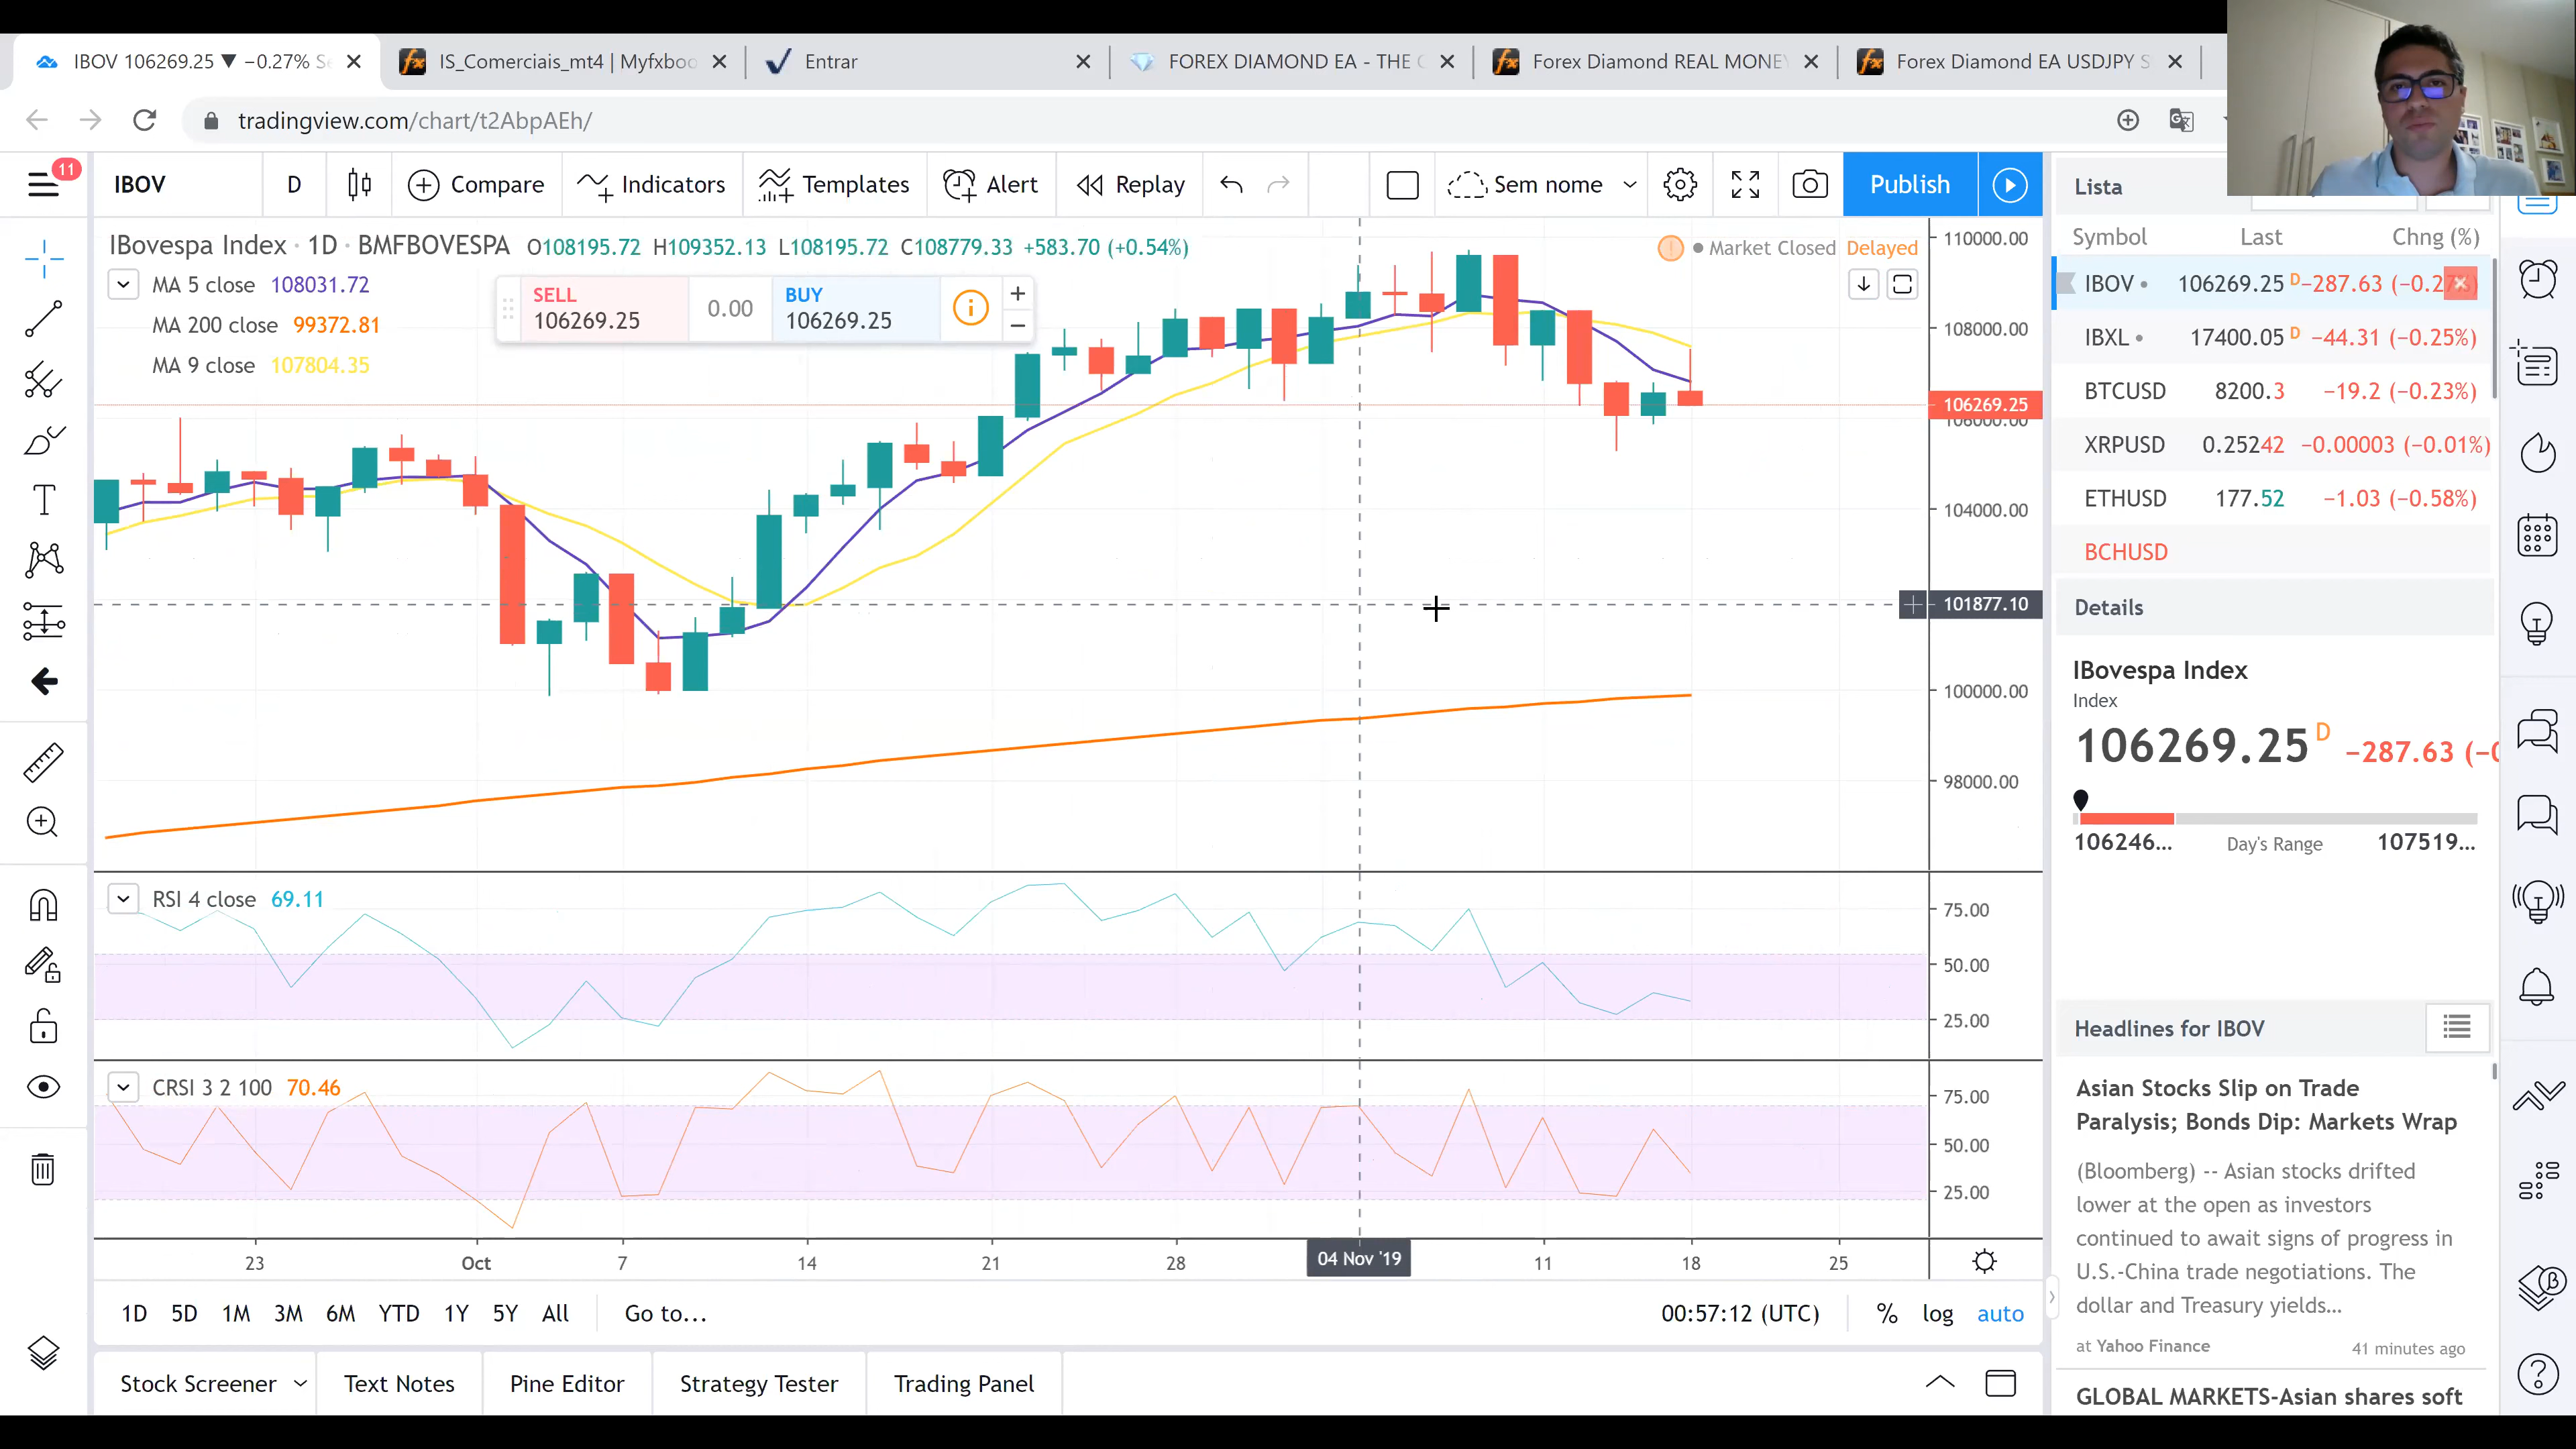 IBOV 106269.25 ▼ −0.27% Se
IS_Comerciais_mt4 | Myfxboo
Entrar
FOREX DIAMOND EA - THE
Forex Diamond REAL MONEY
Forex Diamond EA USDJPY S
tradingview.com/chart/t2AbpAEh/
11
IBOV
D
Compare
Indicators
Templates
Alert
Replay
Sem nome
Publish
Lista
IBovespa Index · 1D · BMFBOVESPA O108195.72 H109352.13 L108195.72 C108779.33 +583.70 (+0.54%)
Market Closed Delayed
MA 5 close 108031.72
MA 200 close 99372.81
MA 9 close 107804.35
SELL
106269.25
0.00
BUY
106269.25
110000.00
108000.00
106269.25
106000.00
104000.00
101877.10
100000.00
98000.00
RSI 4 close 69.11
75.00
50.00
25.00
CRSI 3 2 100 70.46
75.00
50.00
25.00
23 Oct 7 14 21 28 04 Nov '19 11 18 25
1D 5D 1M 3M 6M YTD 1Y 5Y All Go to...
00:57:12 (UTC) % log auto
Stock Screener Text Notes Pine Editor Strategy Tester Trading Panel
Symbol Last Chng (%)
IBOV 106269.25 D −287.63 (−0.27%)
IBXL 17400.05 D −44.31 (−0.25%)
BTCUSD 8200.3 −19.2 (−0.23%)
XRPUSD 0.25242 −0.00003 (−0.01%)
ETHUSD 177.52 −1.03 (−0.58%)
BCHUSD
Details
IBovespa Index
Index
106269.25 D −287.63 (−0
106246... Day's Range 107519...
Headlines for IBOV
Asian Stocks Slip on Trade
Paralysis; Bonds Dip: Markets Wrap
(Bloomberg) -- Asian stocks drifted
lower at the open as investors
continued to await signs of progress in
U.S.-China trade negotiations. The
dollar and Treasury yields...
at Yahoo Finance 41 minutes ago
GLOBAL MARKETS-Asian shares soft